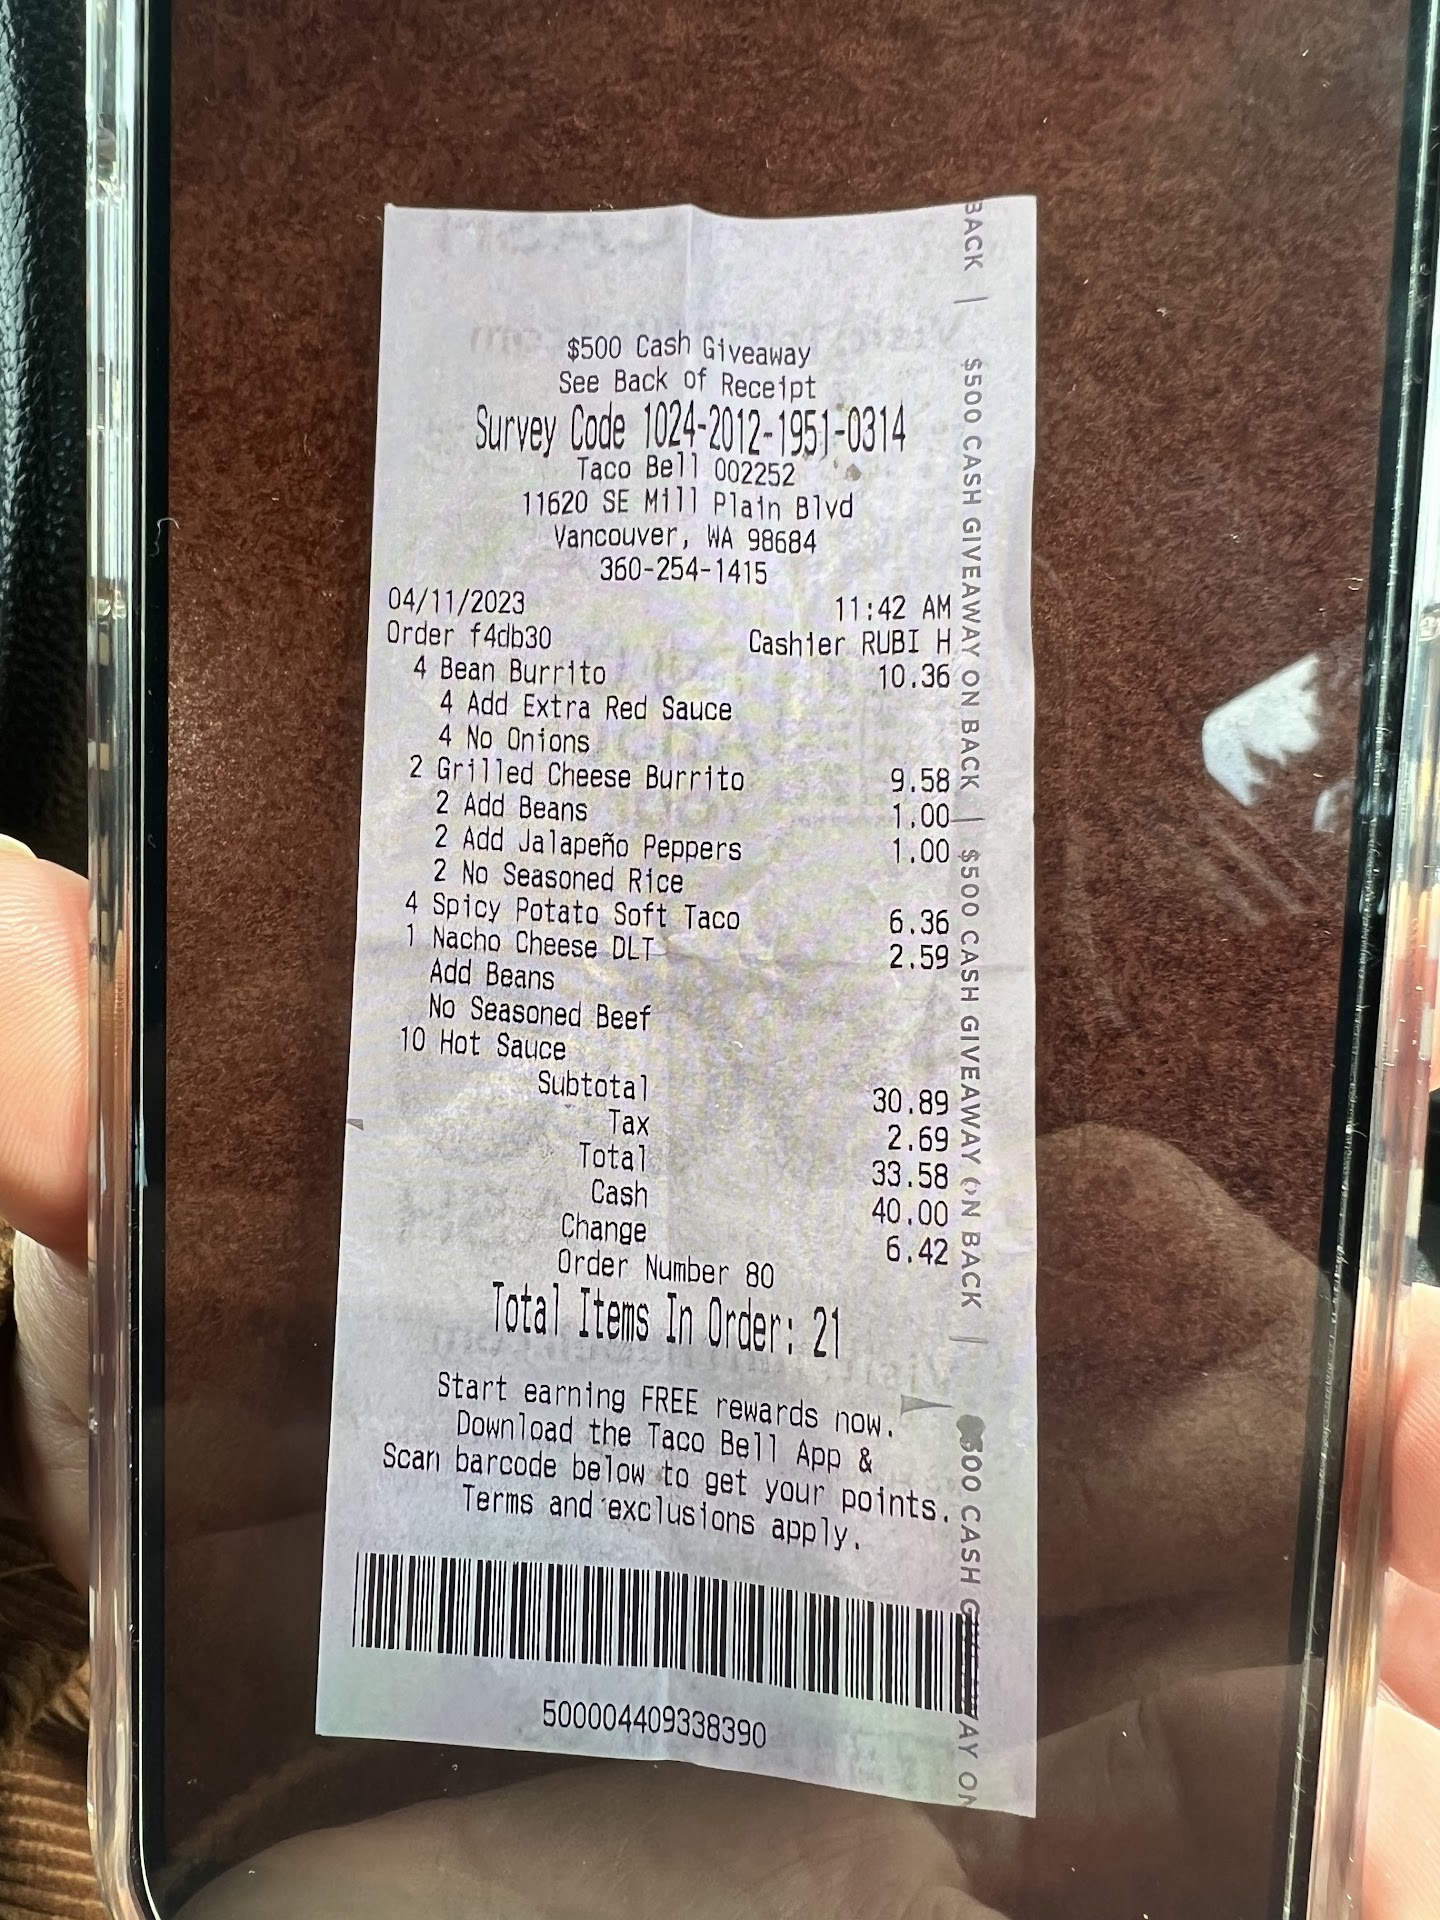 $500 Cash Giveaway
See Back of Receipt
Survey Code 1024-2012-1951-0314
Taco Bell 002252
11620 SE Mill Plain Blvd
Vancouver, WA 98684
360-254-1415
04/11/2023 11:42 AM
Order f4db30 Cashier RUBI H
4 Bean Burrito 10.36
4 Add Extra Red Sauce
4 No Onions
2 Grilled Cheese Burrito 9.58
2 Add Beans 1.00
2 Add Jalapeño Peppers 1.00
2 No Seasoned Rice
4 Spicy Potato Soft Taco 6.36
1 Nacho Cheese DLT 2.59
Add Beans
No Seasoned Beef
10 Hot Sauce
Subtotal 30.89
Tax 2.69
Total 33.58
Cash 40.00
Change 6.42
Order Number 80
Total Items In Order: 21
Start earning FREE rewards now.
Download the Taco Bell App &
Scan barcode below to get your points.
Terms and exclusions apply.
500004409338390
BACK | $500 CASH GIVEAWAY ON BACK | $500 CASH GIVEAWAY ON BACK | $500 CASH GIVEAWAY ON